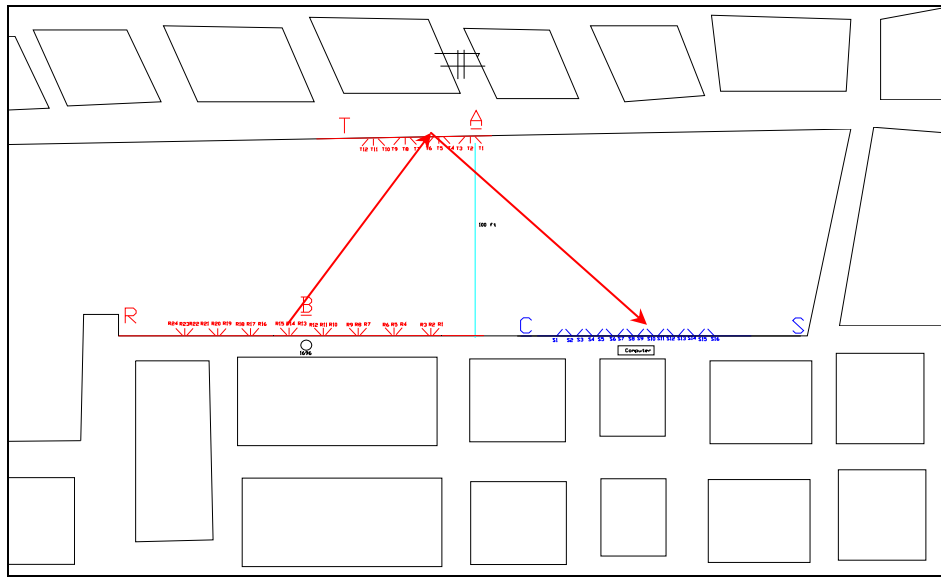 A
T
T12 T11 T10 T9 T8 T7 T6 T5 T4 T3 T2 T1
100 ft
B
R
R24 R23 R22 R21 R20 R19 R18 R17 R16 R15 R14 R13 R12 R11 R10 R9 R8 R7 R6 R5 R4 R3 R2 R1
C
S
S1 S2 S3 S4 S5 S6 S7 S8 S9 S10 S11 S12 S13 S14 S15 S16
1696
Computer